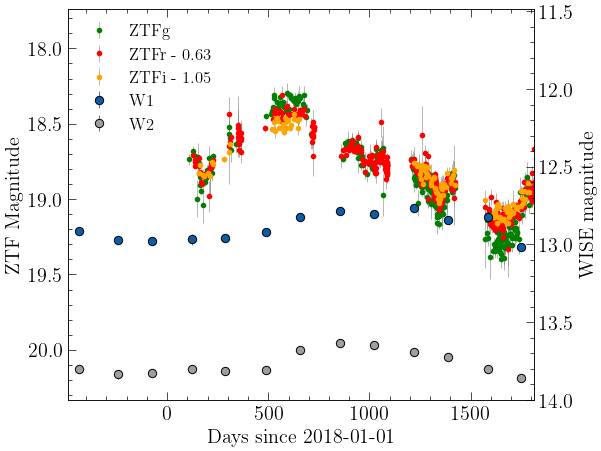 ZTFg
ZTFr - 0.63
ZTFi - 1.05
W1
W2
18.0
18.5
19.0
19.5
20.0
ZTF Magnitude
11.5
12.0
12.5
13.0
13.5
14.0
WISE magnitude
0
500
1000
1500
Days since 2018-01-01